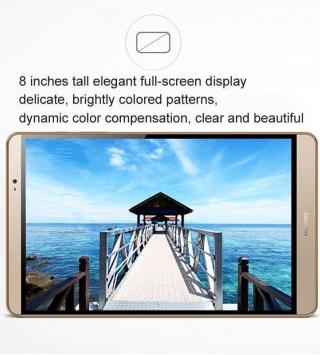 8 inches tall elegant full-screen display
delicate, brightly colored patterns,
dynamic color compensation, clear and beautiful